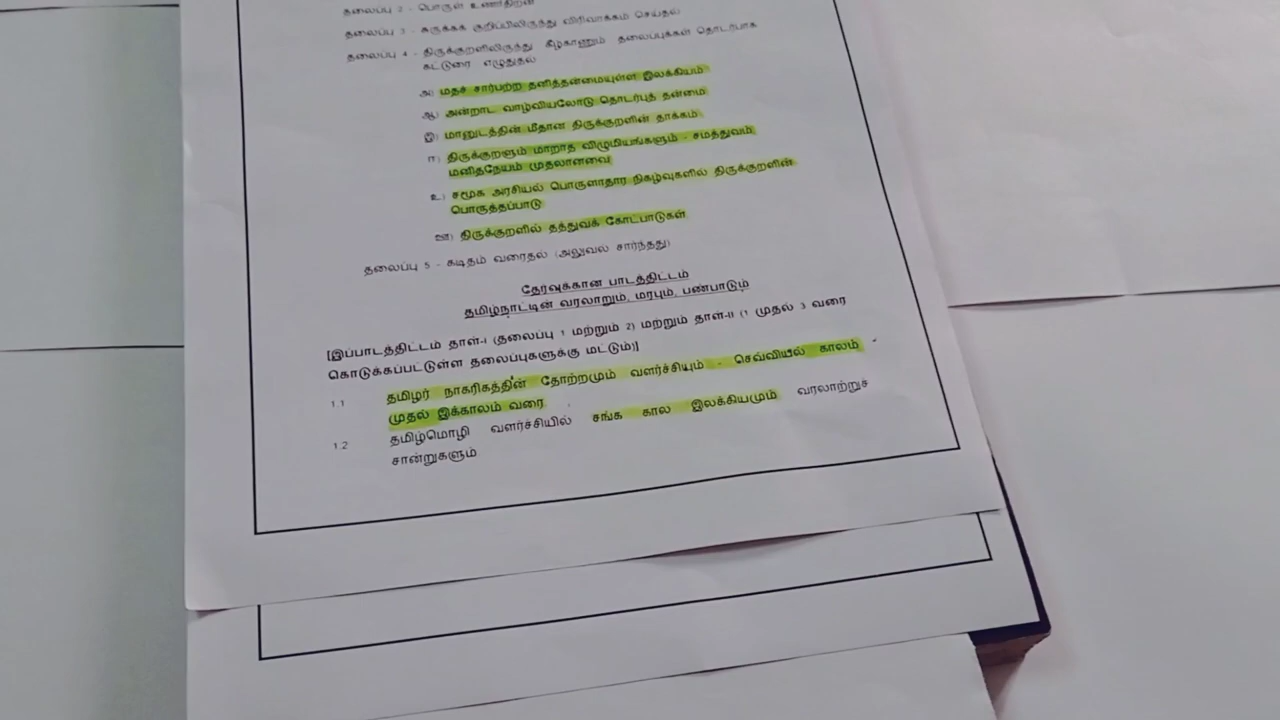 தலைப்பு 2 - பொருள் உணர்திறன்
தலைப்பு 3 - சுருக்கக் குறிப்பிலிருந்து விரிவாக்கம் செய்தல்
தலைப்பு 4 - திருக்குறளிலிருந்து கீழ்காணும் தலைப்புக்கள் தொடர்பாக
கட்டுரை எழுதுதல்
அ) மதச் சார்பற்ற தனித்தன்மையுள்ள இலக்கியம்
ஆ) அன்றாட வாழ்வியலோடு தொடர்புத் தன்மை
இ) மானுடத்தின் மீதான திருக்குறளின் தாக்கம்
ஈ) திருக்குறளும் மாறாத விழுமியங்களும் - சமத்துவம்,
மனிதநேயம் முதலானவை
உ) சமூக அரசியல் பொருளாதார நிகழ்வுகளில் திருக்குறளின்
பொருத்தப்பாடு
ஊ) திருக்குறளில் தத்துவக் கோட்பாடுகள்
தலைப்பு 5 - கடிதம் வரைதல் (அலுவல் சார்ந்தது)
தேர்வுக்கான பாடத்திட்டம்
தமிழ்நாட்டின் வரலாறும், மரபும், பண்பாடும்
[இப்பாடத்திட்டம் தாள்-I (தலைப்பு 1 மற்றும் 2) மற்றும் தாள்-II (1 முதல் 3 வரை
கொடுக்கப்பட்டுள்ள தலைப்புகளுக்கு மட்டும்)]
1.1 தமிழர் நாகரிகத்தின் தோற்றமும் வளர்ச்சியும் - செவ்வியல் காலம்
முதல் இக்காலம் வரை
1.2 தமிழ்மொழி வளர்ச்சியில் சங்க கால இலக்கியமும் வரலாற்றுச்
சான்றுகளும்